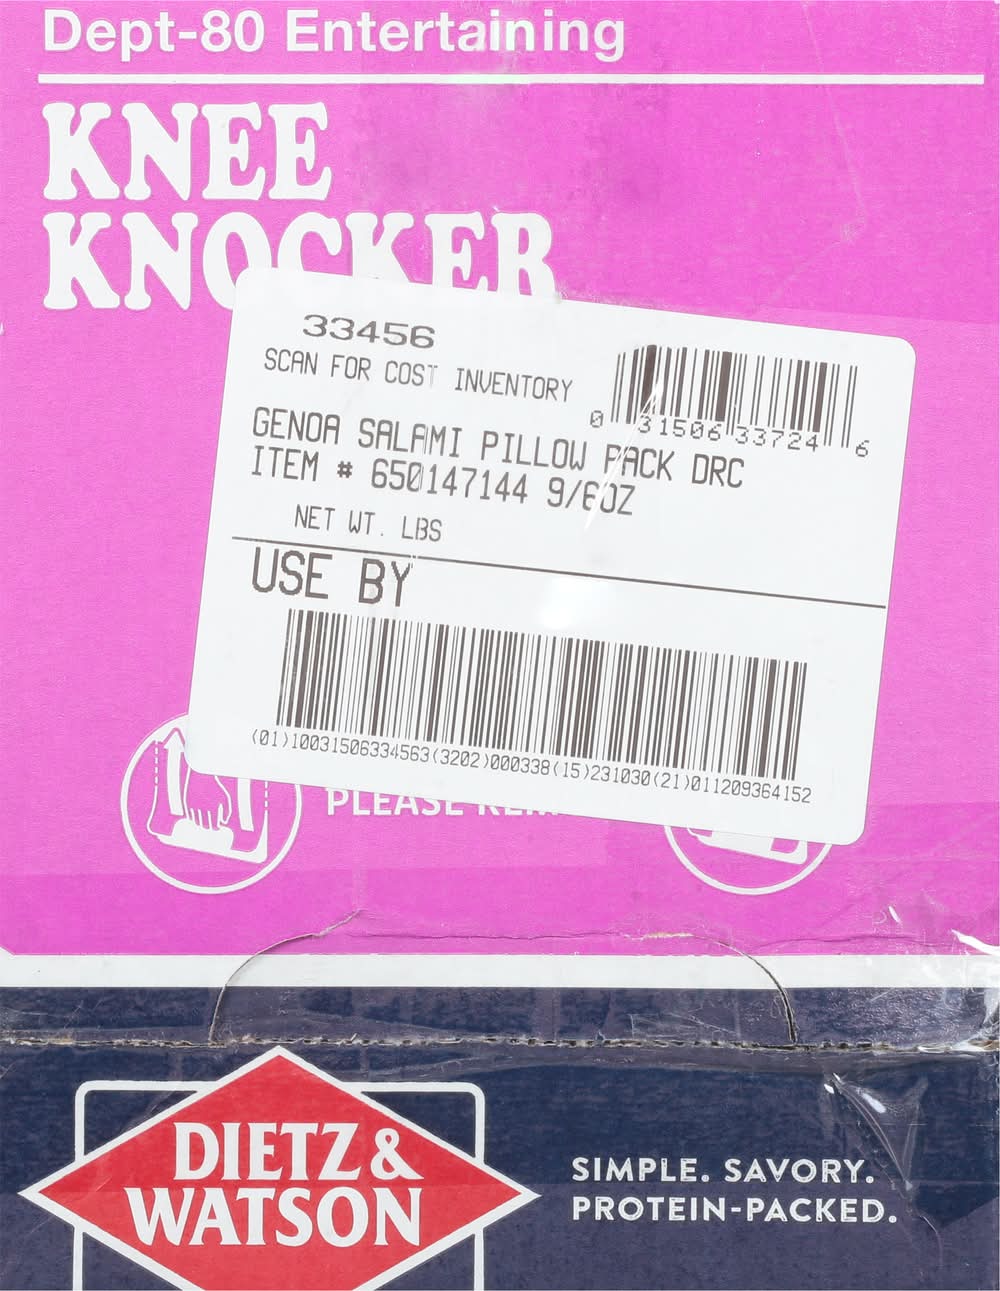 Dept-80 Entertaining
KNEE
KNOCKER
33456
SCAN FOR COST INVENTORY
0 31506 33724 6
GENOA SALAMI PILLOW PACK DRC
ITEM # 650147144 9/6OZ
NET WT. LBS
USE BY
(01)10031506334563(3202)000338(15)231030(21)011209364152
PLEASE
DIETZ &
WATSON
SIMPLE. SAVORY.
PROTEIN-PACKED.